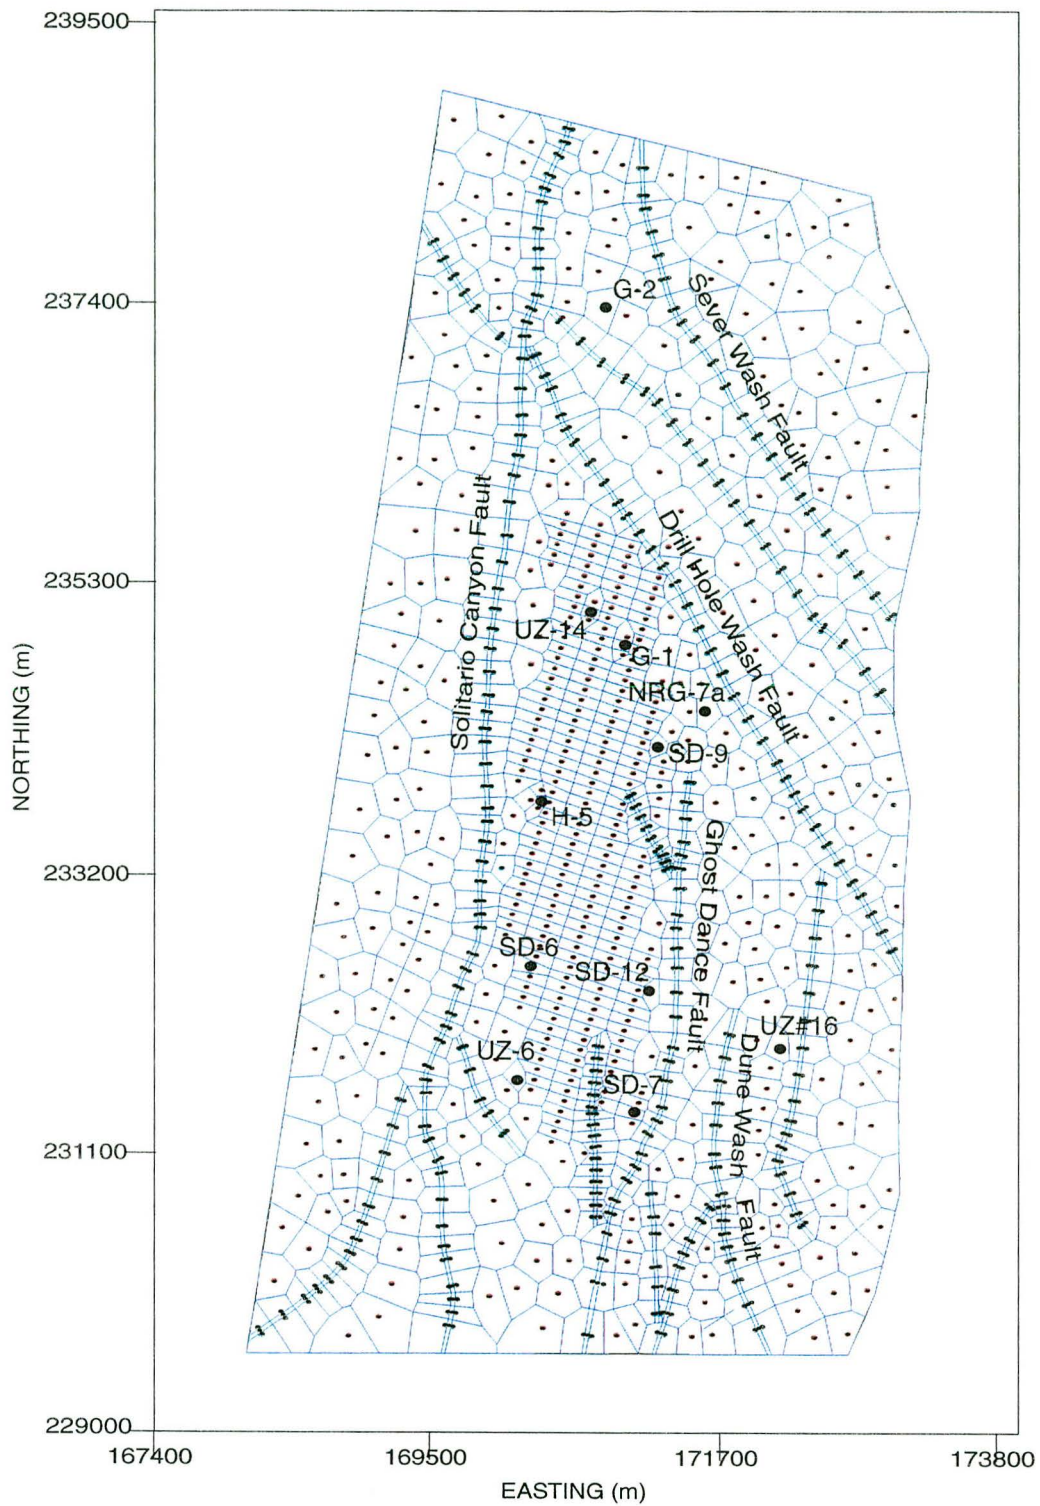 239500
237400
235300
233200
231100
229000
NORTHING (m)
167400
169500
171700
173800
EASTING (m)
G-2
Sever Wash Fault
Solitario Canyon Fault
Drill Hole Wash Fault
UZ-14
G-1
NRG-7a
SD-9
H-5
Ghost Dance Fault
SD-6
SD-12
UZ#16
UZ-6
SD-7
Dune Wash Fault